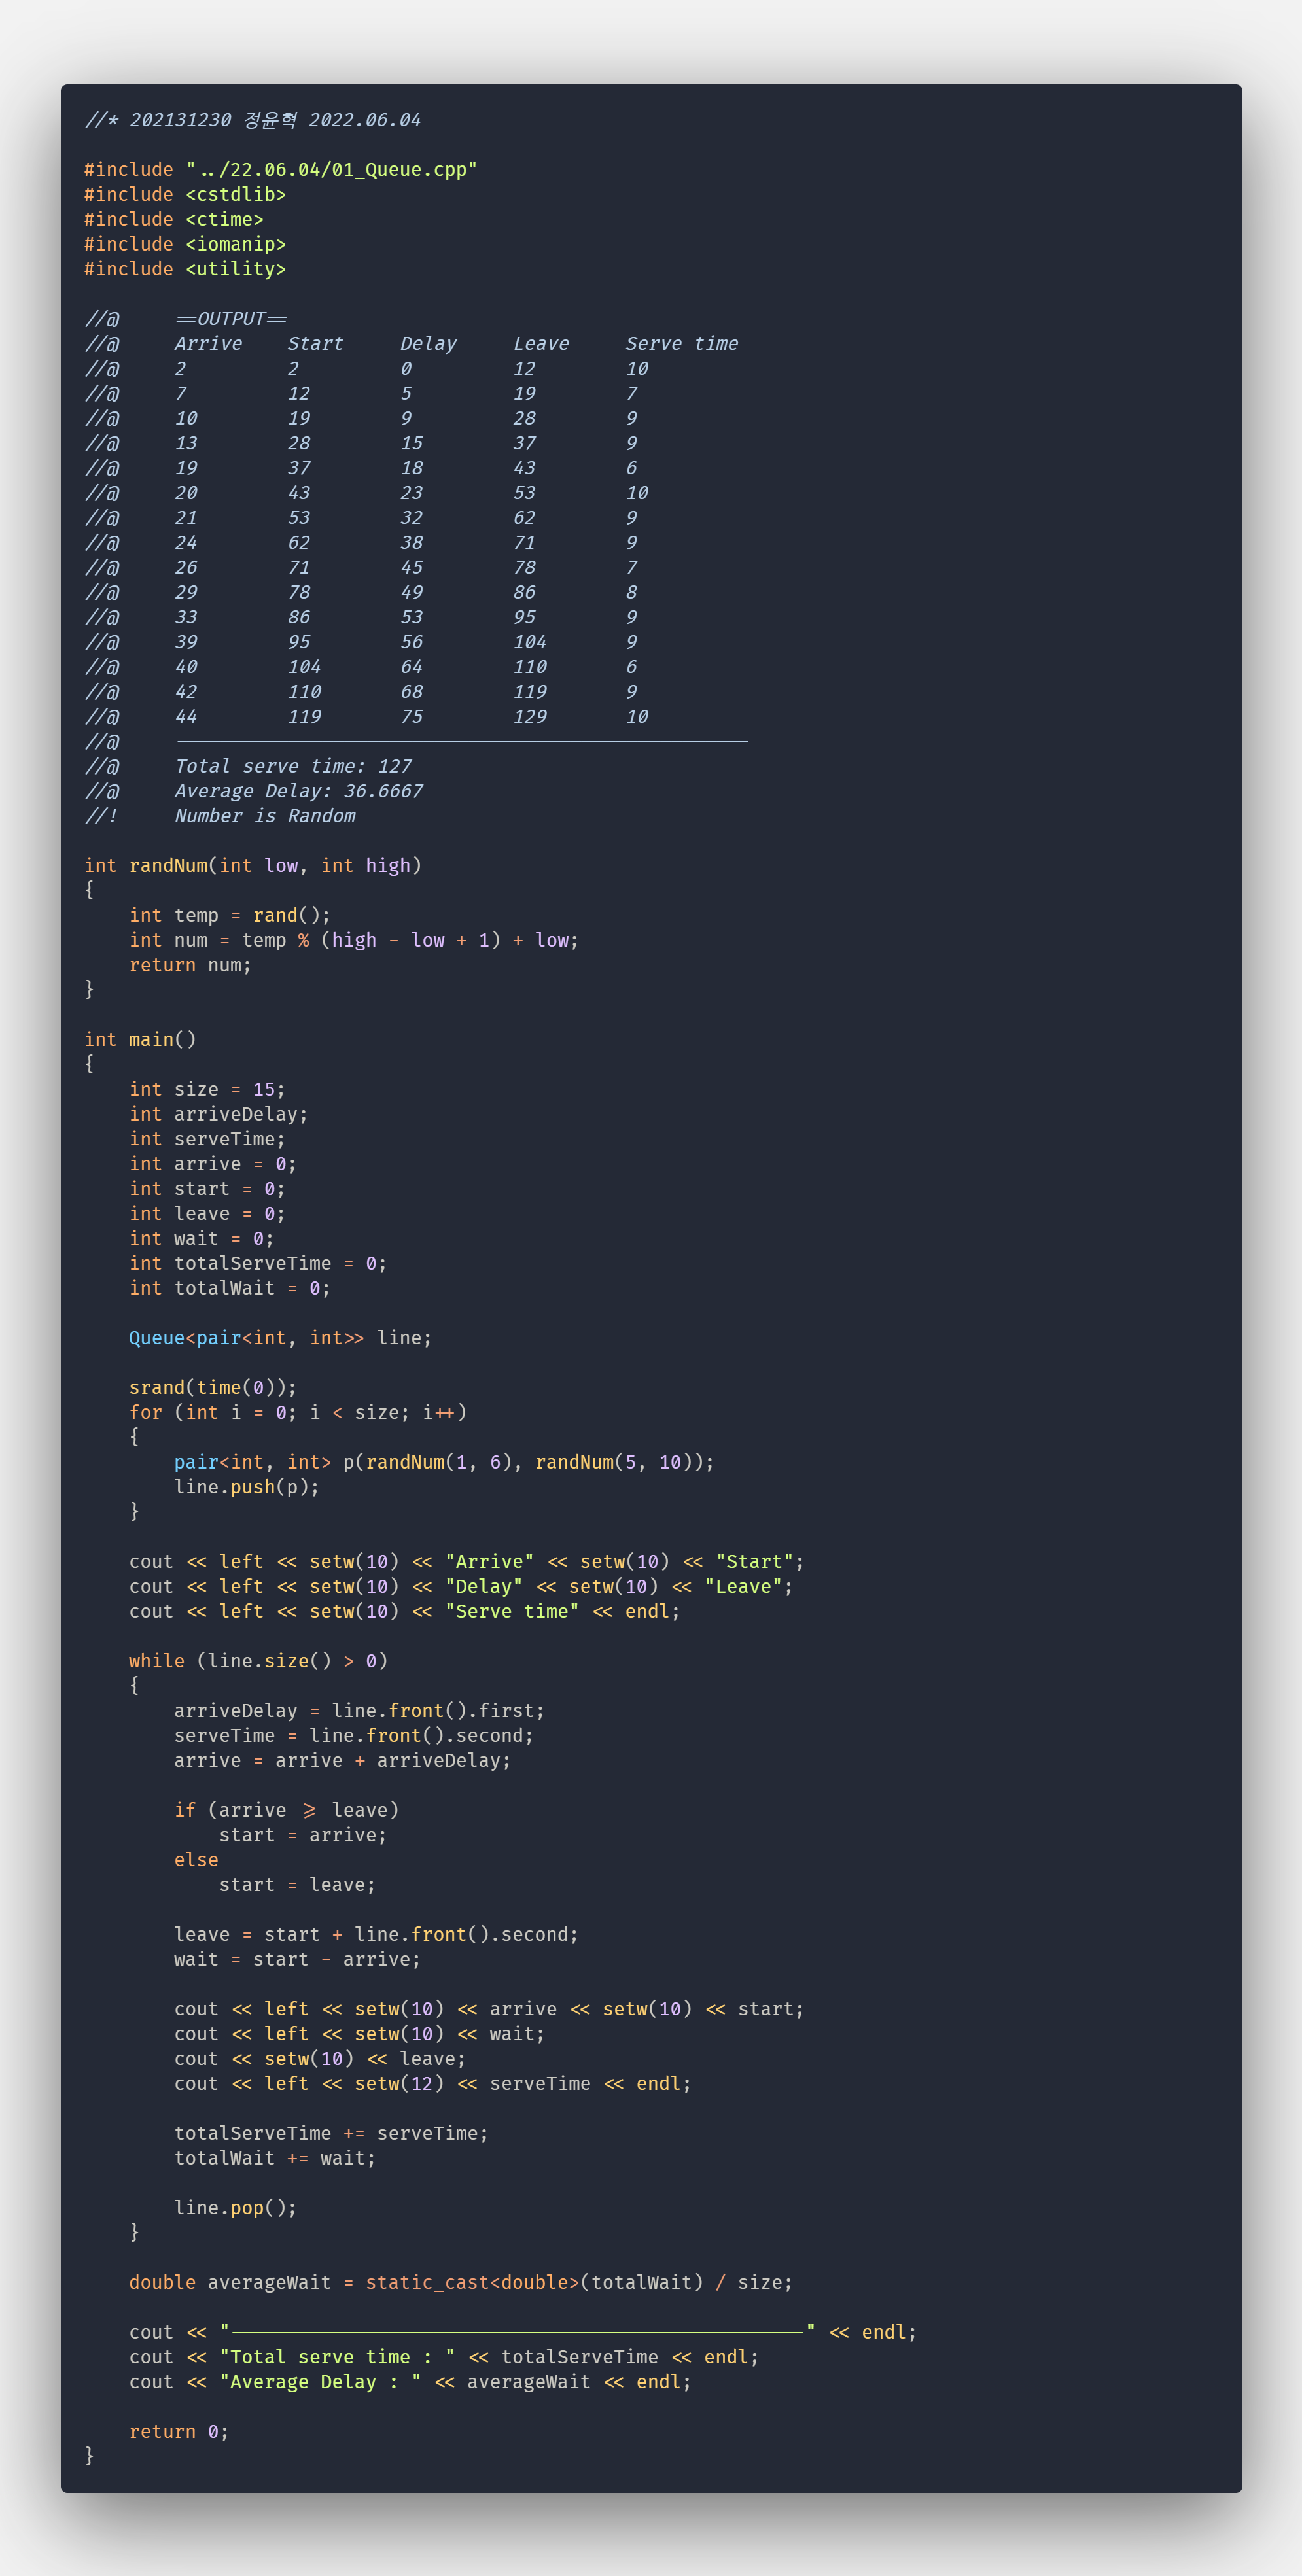 //* 202131230 정윤혁 2022.06.04

#include "../22.06.04/01_Queue.cpp"
#include <cstdlib>
#include <ctime>
#include <iomanip>
#include <utility>

//@     ==OUTPUT==
//@     Arrive    Start     Delay     Leave     Serve time
//@     2         2         0         12        10
//@     7         12        5         19        7
//@     10        19        9         28        9
//@     13        28        15        37        9
//@     19        37        18        43        6
//@     20        43        23        53        10
//@     21        53        32        62        9
//@     24        62        38        71        9
//@     26        71        45        78        7
//@     29        78        49        86        8
//@     33        86        53        95        9
//@     39        95        56        104       9
//@     40        104       64        110       6
//@     42        110       68        119       9
//@     44        119       75        129       10
//@     ---------------------------------------------------
//@     Total serve time: 127
//@     Average Delay: 36.6667
//!     Number is Random

int randNum(int low, int high)
{
    int temp = rand();
    int num = temp % (high - low + 1) + low;
    return num;
}

int main()
{
    int size = 15;
    int arriveDelay;
    int serveTime;
    int arrive = 0;
    int start = 0;
    int leave = 0;
    int wait = 0;
    int totalServeTime = 0;
    int totalWait = 0;

    Queue<pair<int, int>> line;

    srand(time(0));
    for (int i = 0; i < size; i++)
    {
        pair<int, int> p(randNum(1, 6), randNum(5, 10));
        line.push(p);
    }

    cout << left << setw(10) << "Arrive" << setw(10) << "Start";
    cout << left << setw(10) << "Delay" << setw(10) << "Leave";
    cout << left << setw(10) << "Serve time" << endl;

    while (line.size() > 0)
    {
        arriveDelay = line.front().first;
        serveTime = line.front().second;
        arrive = arrive + arriveDelay;

        if (arrive >= leave)
            start = arrive;
        else
            start = leave;

        leave = start + line.front().second;
        wait = start - arrive;

        cout << left << setw(10) << arrive << setw(10) << start;
        cout << left << setw(10) << wait;
        cout << setw(10) << leave;
        cout << left << setw(12) << serveTime << endl;

        totalServeTime += serveTime;
        totalWait += wait;

        line.pop();
    }

    double averageWait = static_cast<double>(totalWait) / size;

    cout << "---------------------------------------------------" << endl;
    cout << "Total serve time : " << totalServeTime << endl;
    cout << "Average Delay : " << averageWait << endl;

    return 0;
}